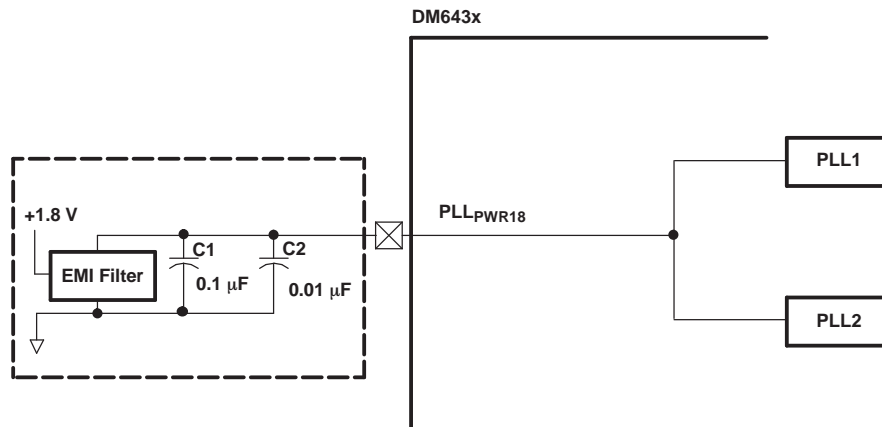 DM643x
PLL1
+1.8 V
PLLPWR18
C1
C2
EMI Filter
0.1 μF
0.01 μF
PLL2